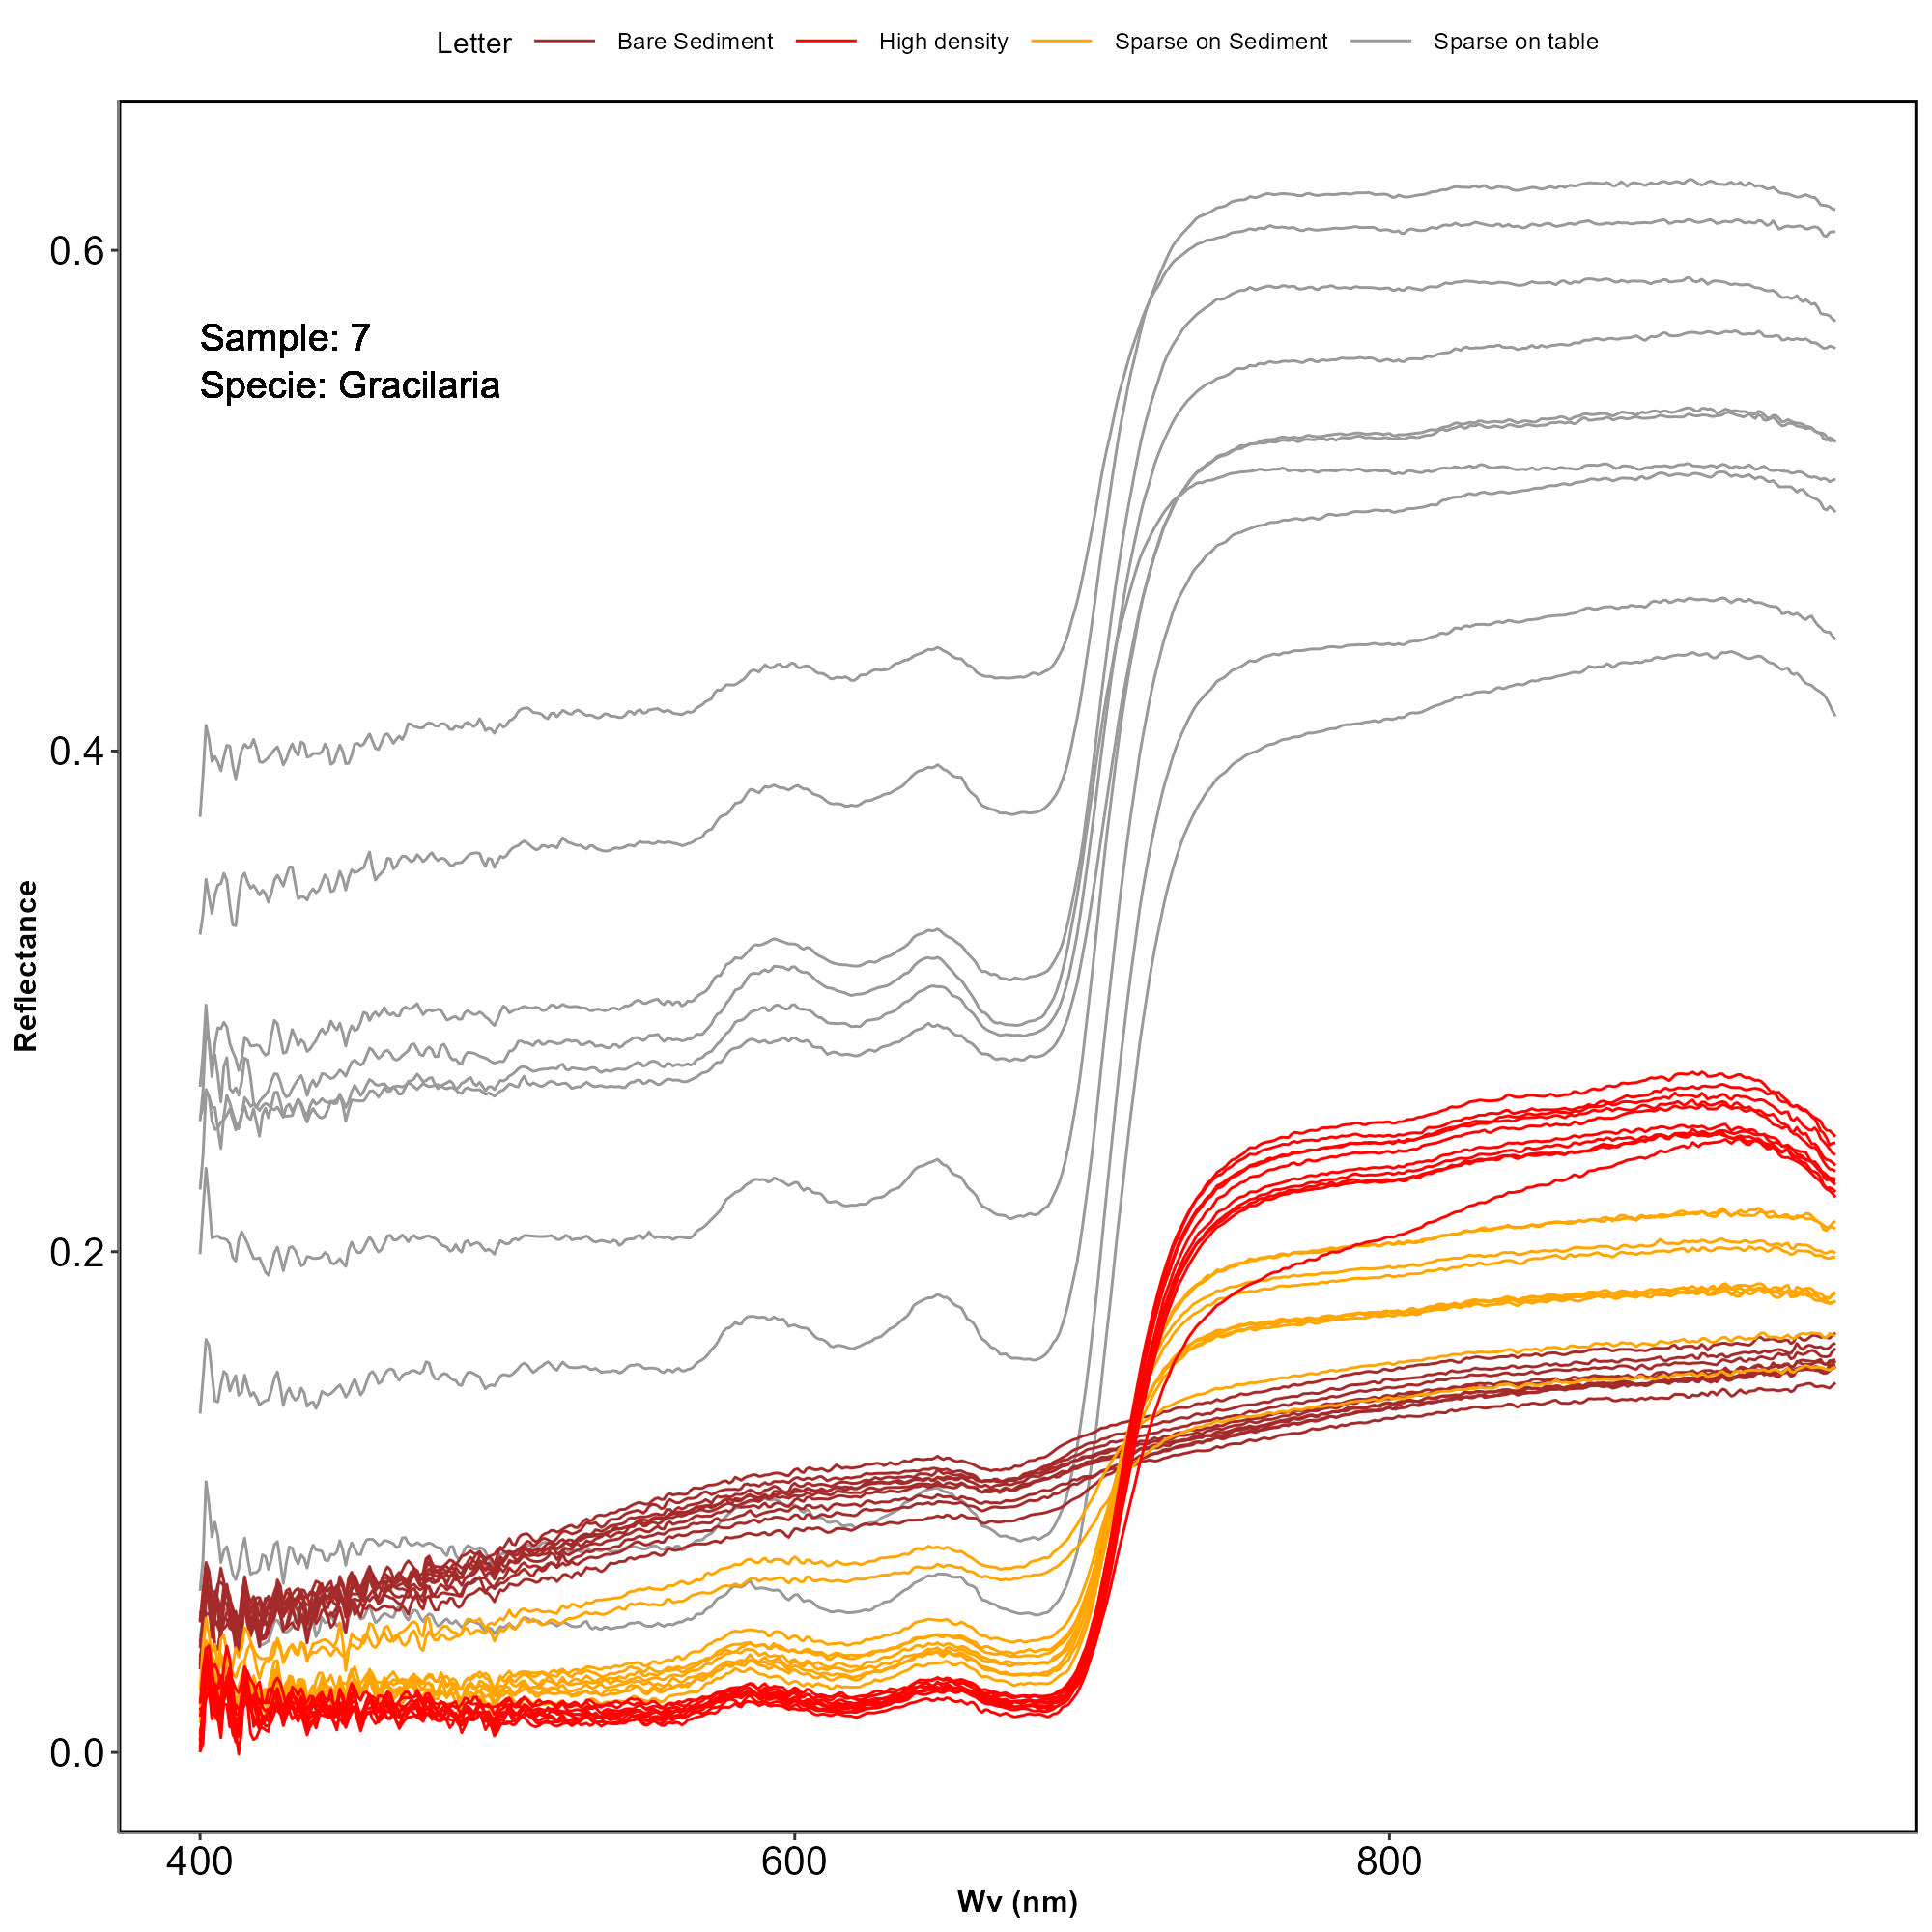 Letter Bare Sediment High density Sparse on Sediment Sparse on table
Sample: 7
Specie: Gracilaria
0.6
0.4
0.2
0.0
Reflectance
400 600 800
Wv (nm)